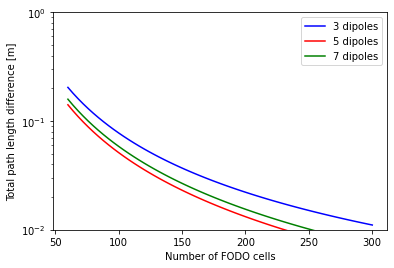 10⁰
10⁻¹
10⁻²
Total path length difference [m]
3 dipoles
5 dipoles
7 dipoles
50 100 150 200 250 300
Number of FODO cells